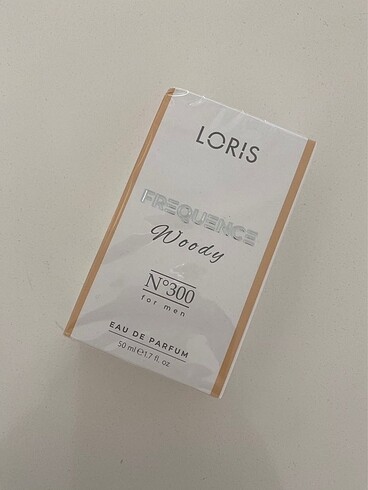 LORIS
FREQUENCE
Woody
N°300
for men
EAU DE PARFUM
50 ml ℮ 1.7 fl. oz